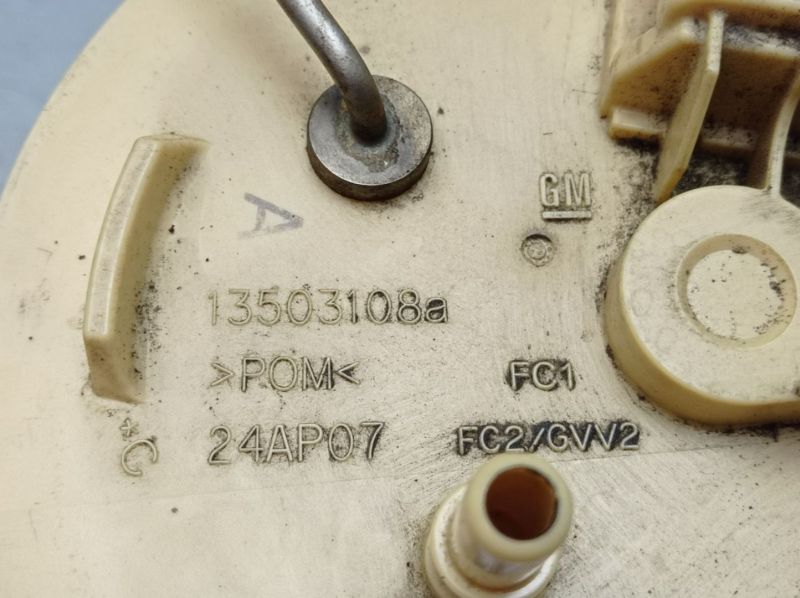 GM
A
13503108a
>POM<
FC1
24AP07
FC2/GVV2
*C